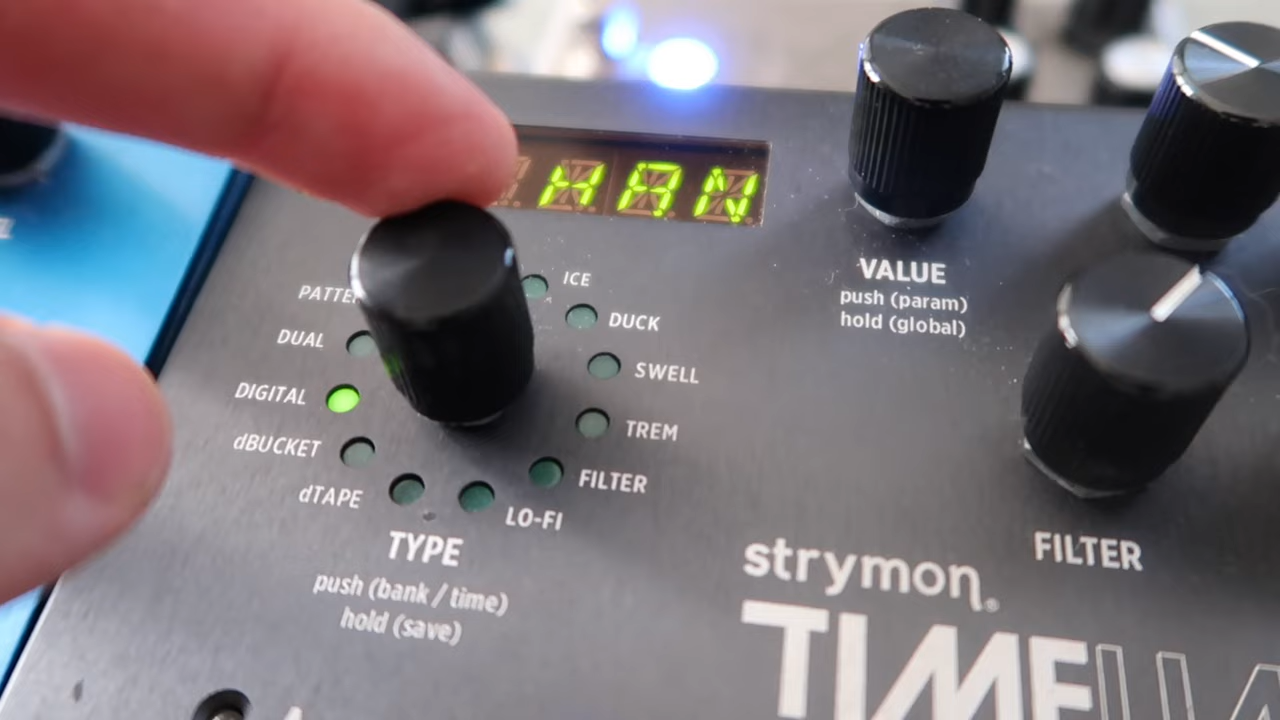 HAN
ICE
PATTE
DUCK
DUAL
SWELL
DIGITAL
TREM
dBUCKET
FILTER
dTAPE
LO-FI
TYPE
push (bank / time)
hold (save)
VALUE
push (param)
hold (global)
FILTER
strymon®
TIME